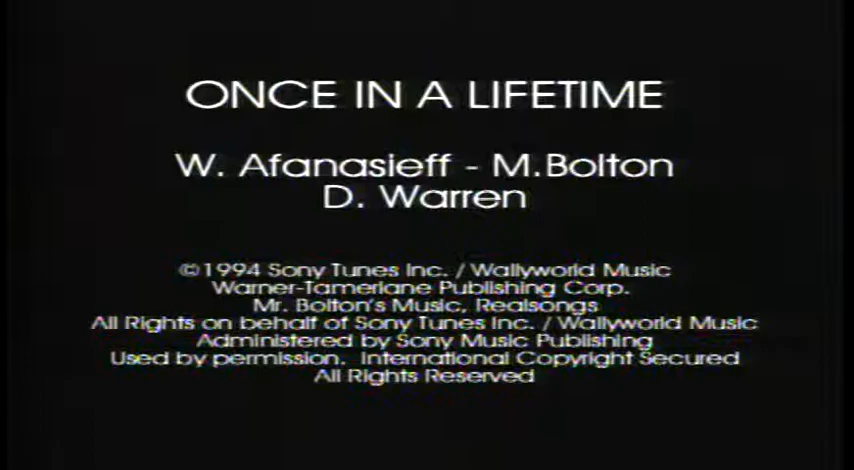 ONCE IN A LIFETIME
W. Afanasieff - M.Bolton
D. Warren
©1994 Sony Tunes Inc. / Wallyworld Music
Warner-Tamerlane Publishing Corp.
Mr. Bolton's Music, Realsongs
All Rights on behalf of Sony Tunes Inc. / Wallyworld Music
Administered by Sony Music Publishing
Used by permission. International Copyright Secured
All Rights Reserved